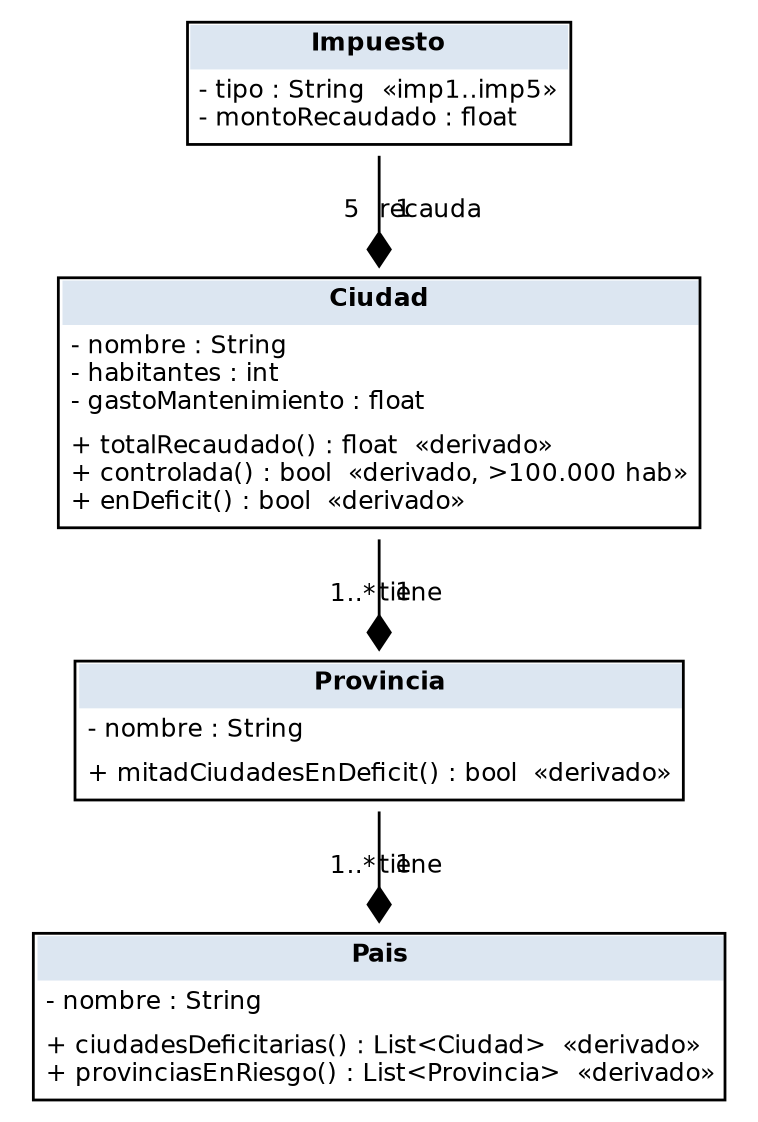 Impuesto
- tipo : String  «imp1..imp5»
- montoRecaudado : float
5 recauda 1
Ciudad
- nombre : String
- habitantes : int
- gastoMantenimiento : float
+ totalRecaudado() : float  «derivado»
+ controlada() : bool  «derivado, >100.000 hab»
+ enDeficit() : bool  «derivado»
1..* tiene 1
Provincia
- nombre : String
+ mitadCiudadesEnDeficit() : bool  «derivado»
1..* tiene 1
Pais
- nombre : String
+ ciudadesDeficitarias() : List<Ciudad>  «derivado»
+ provinciasEnRiesgo() : List<Provincia>  «derivado»